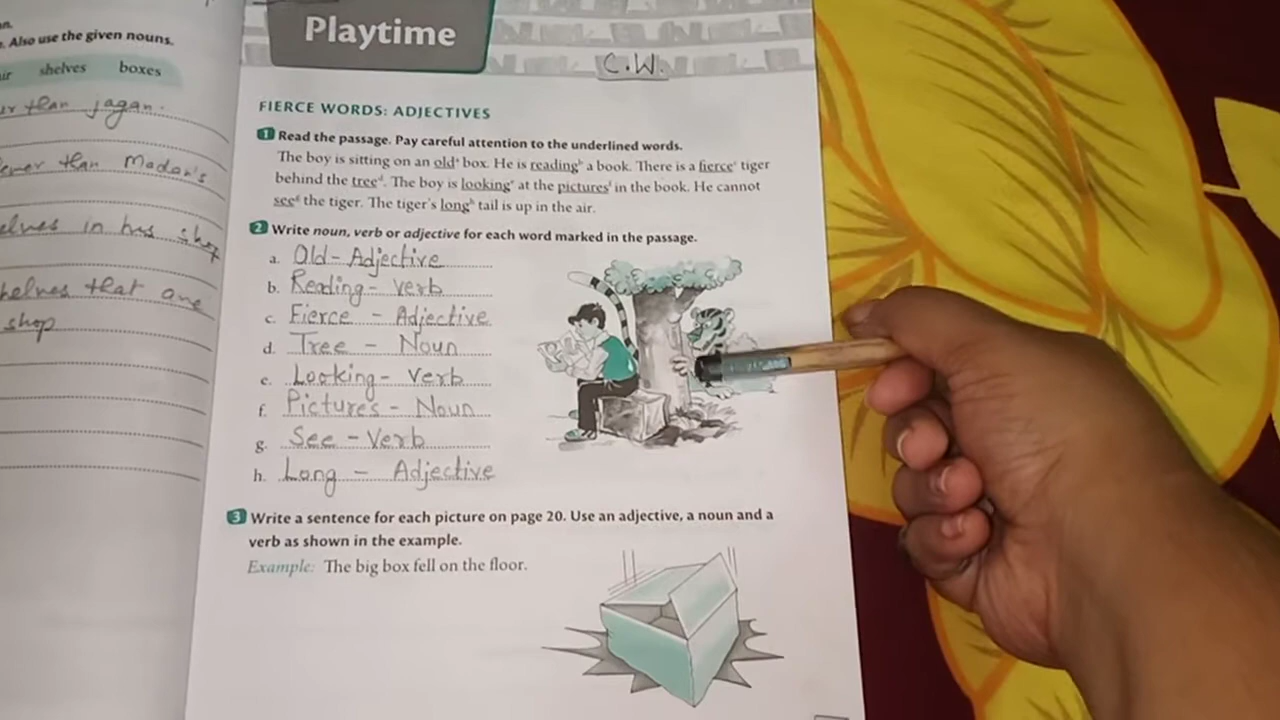 n.
. Also use the given nouns.
shelves boxes
than jagan.
than Madan's
in his shop
that are
shop
Playtime
C.W.
FIERCE WORDS: ADJECTIVES
1 Read the passage. Pay careful attention to the underlined words.
The boy is sitting on an old a box. He is reading b a book. There is a fierce c tiger
behind the tree d. The boy is looking e at the pictures f in the book. He cannot
see g the tiger. The tiger's long h tail is up in the air.
2 Write noun, verb or adjective for each word marked in the passage.
a. Old - Adjective
b. Reading - verb
c. Fierce - Adjective
d. Tree - Noun
e. Looking - verb
f. Pictures - Noun
g. See - Verb
h. Long - Adjective
3 Write a sentence for each picture on page 20. Use an adjective, a noun and a
verb as shown in the example.
Example: The big box fell on the floor.